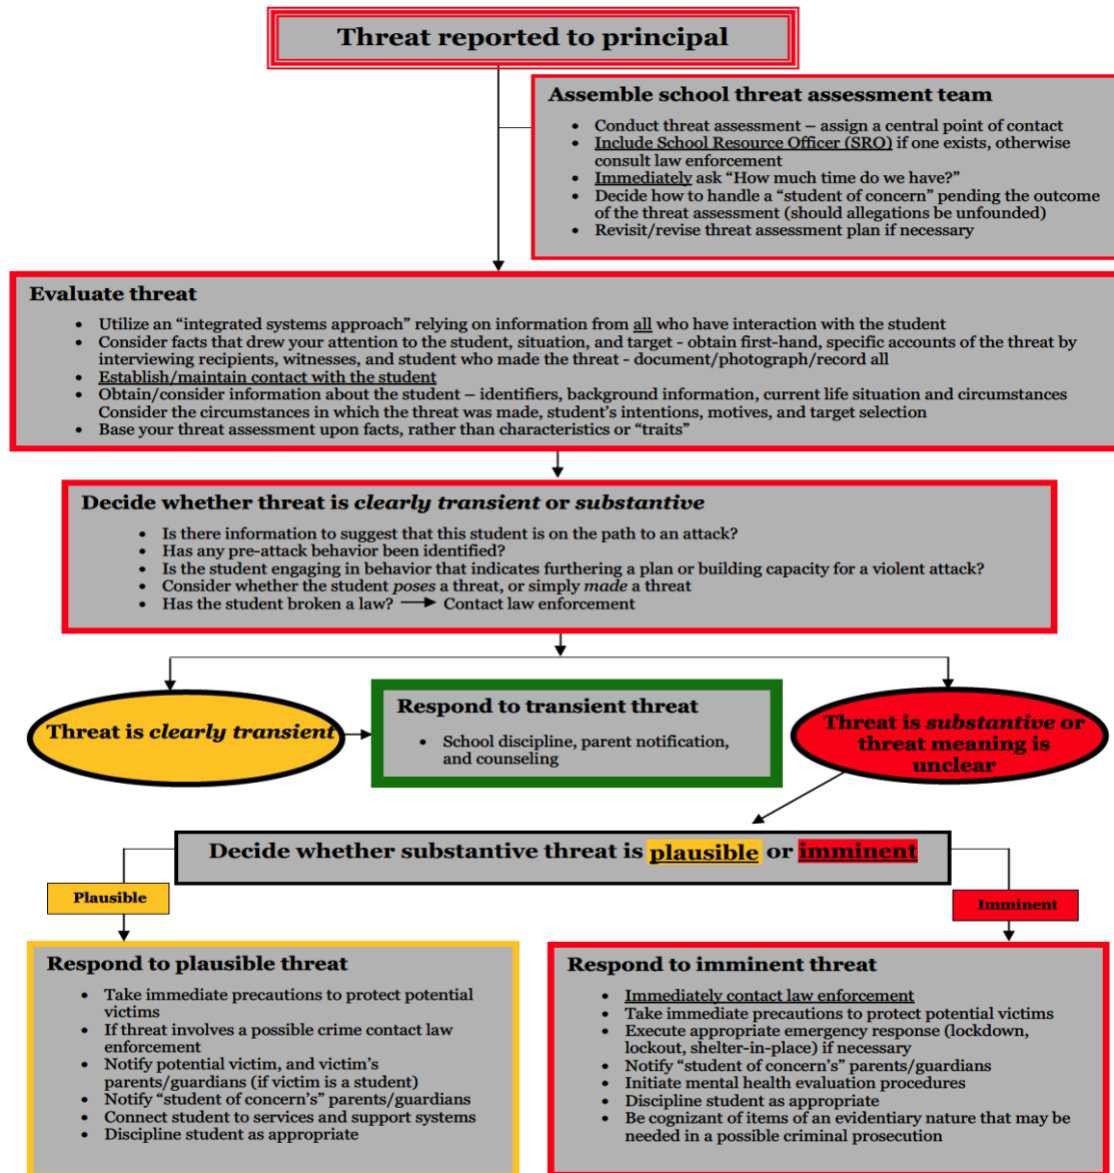 Threat reported to principal
Assemble school threat assessment team
• Conduct threat assessment – assign a central point of contact
• Include School Resource Officer (SRO) if one exists, otherwise
consult law enforcement
• Immediately ask “How much time do we have?”
• Decide how to handle a “student of concern” pending the outcome
of the threat assessment (should allegations be unfounded)
• Revisit/revise threat assessment plan if necessary
Evaluate threat
• Utilize an “integrated systems approach” relying on information from all who have interaction with the student
• Consider facts that drew your attention to the student, situation, and target - obtain first-hand, specific accounts of the threat by
interviewing recipients, witnesses, and student who made the threat - document/photograph/record all
• Establish/maintain contact with the student
• Obtain/consider information about the student – identifiers, background information, current life situation and circumstances
Consider the circumstances in which the threat was made, student’s intentions, motives, and target selection
• Base your threat assessment upon facts, rather than characteristics or “traits”
Decide whether threat is clearly transient or substantive
• Is there information to suggest that this student is on the path to an attack?
• Has any pre-attack behavior been identified?
• Is the student engaging in behavior that indicates furthering a plan or building capacity for a violent attack?
• Consider whether the student poses a threat, or simply made a threat
• Has the student broken a law? → Contact law enforcement
Threat is clearly transient
Respond to transient threat
• School discipline, parent notification,
and counseling
Threat is substantive or
threat meaning is
unclear
Decide whether substantive threat is plausible or imminent
Plausible
Imminent
Respond to plausible threat
• Take immediate precautions to protect potential
victims
• If threat involves a possible crime contact law
enforcement
• Notify potential victim, and victim’s
parents/guardians (if victim is a student)
• Notify “student of concern’s” parents/guardians
• Connect student to services and support systems
• Discipline student as appropriate
Respond to imminent threat
• Immediately contact law enforcement
• Take immediate precautions to protect potential victims
• Execute appropriate emergency response (lockdown,
lockout, shelter-in-place) if necessary
• Notify “student of concern’s” parents/guardians
• Initiate mental health evaluation procedures
• Discipline student as appropriate
• Be cognizant of items of an evidentiary nature that may be
needed in a possible criminal prosecution